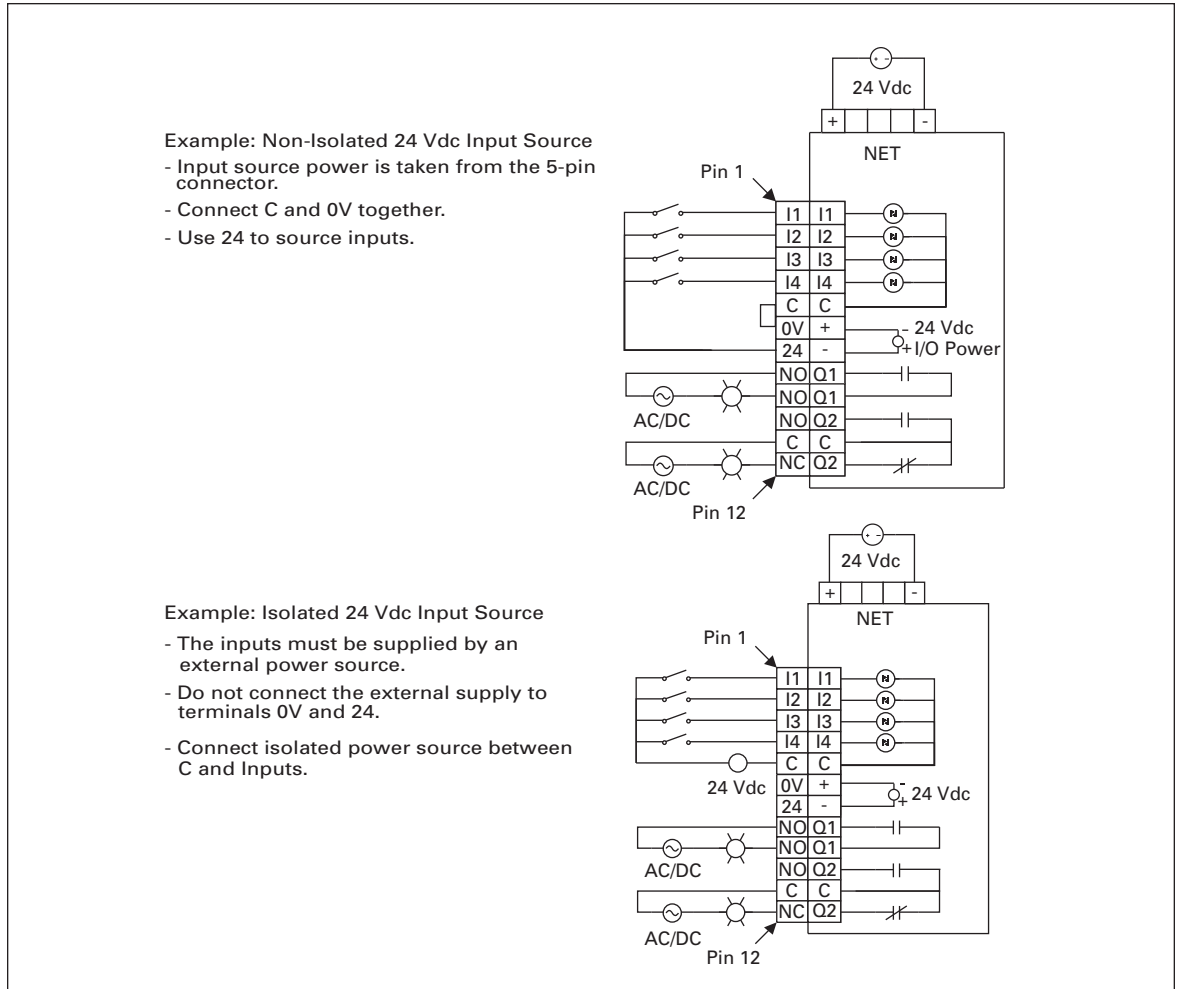 24 Vdc
+ -
NET
Example: Non-Isolated 24 Vdc Input Source
- Input source power is taken from the 5-pin
connector.
- Connect C and 0V together.
- Use 24 to source inputs.
Pin 1
I1 I1
I2 I2
I3 I3
I4 I4
C C
0V +
24 -
NO Q1
NO Q1
NO Q2
C C
NC Q2
- 24 Vdc
+ I/O Power
AC/DC
AC/DC
Pin 12
24 Vdc
+ -
NET
Example: Isolated 24 Vdc Input Source
- The inputs must be supplied by an
external power source.
- Do not connect the external supply to
terminals 0V and 24.
- Connect isolated power source between
C and Inputs.
Pin 1
I1 I1
I2 I2
I3 I3
I4 I4
C C
24 Vdc
0V +
24 -
NO Q1
NO Q1
NO Q2
C C
NC Q2
-
+ 24 Vdc
AC/DC
AC/DC
Pin 12